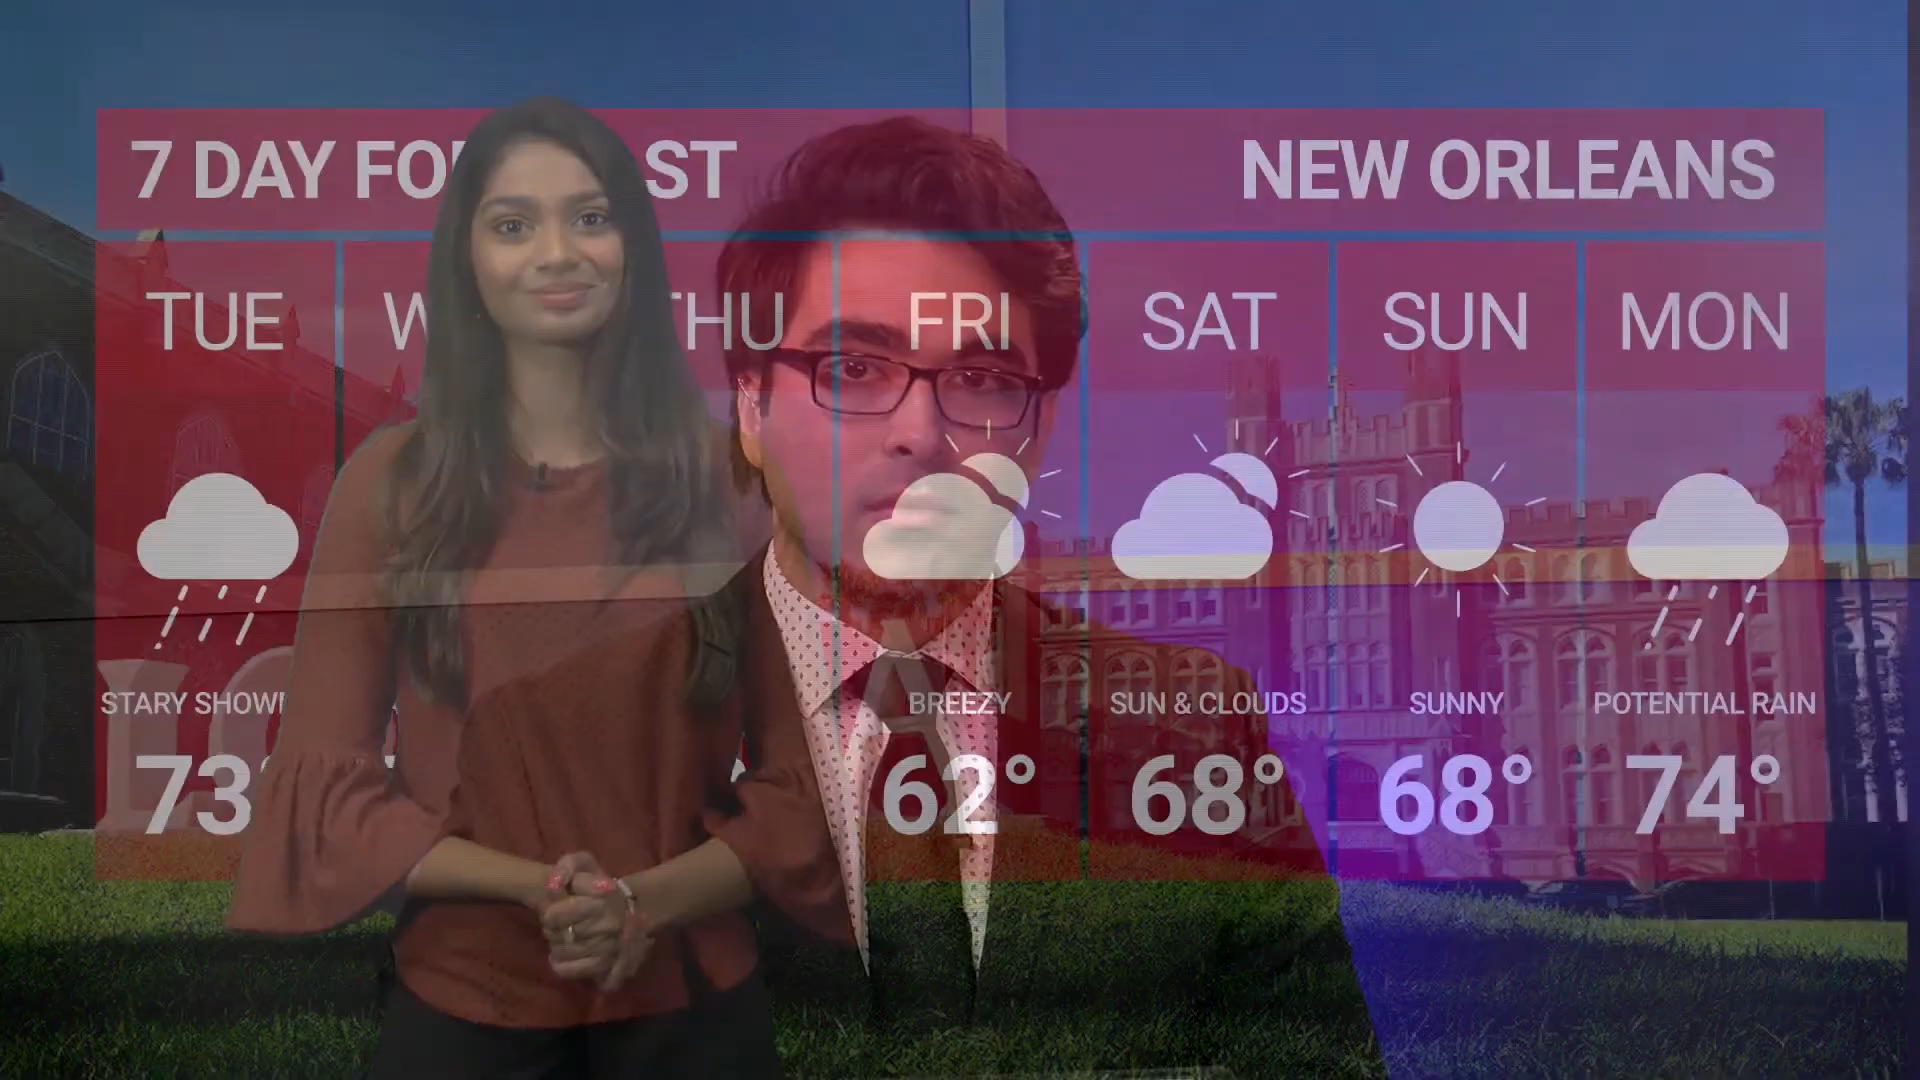 7 DAY FO ST NEW ORLEANS
TUE W THU FRI SAT SUN MON
STARY SHOW BREEZY SUN & CLOUDS SUNNY POTENTIAL RAIN
73° 62° 68° 68° 74°